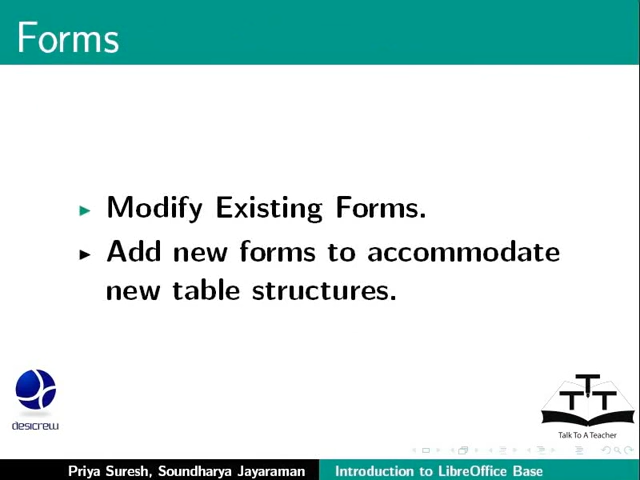 Forms
Modify Existing Forms.
Add new forms to accommodate
new table structures.
desicrew
TTT
Talk To A Teacher
Priya Suresh, Soundharya Jayaraman
Introduction to LibreOffice Base